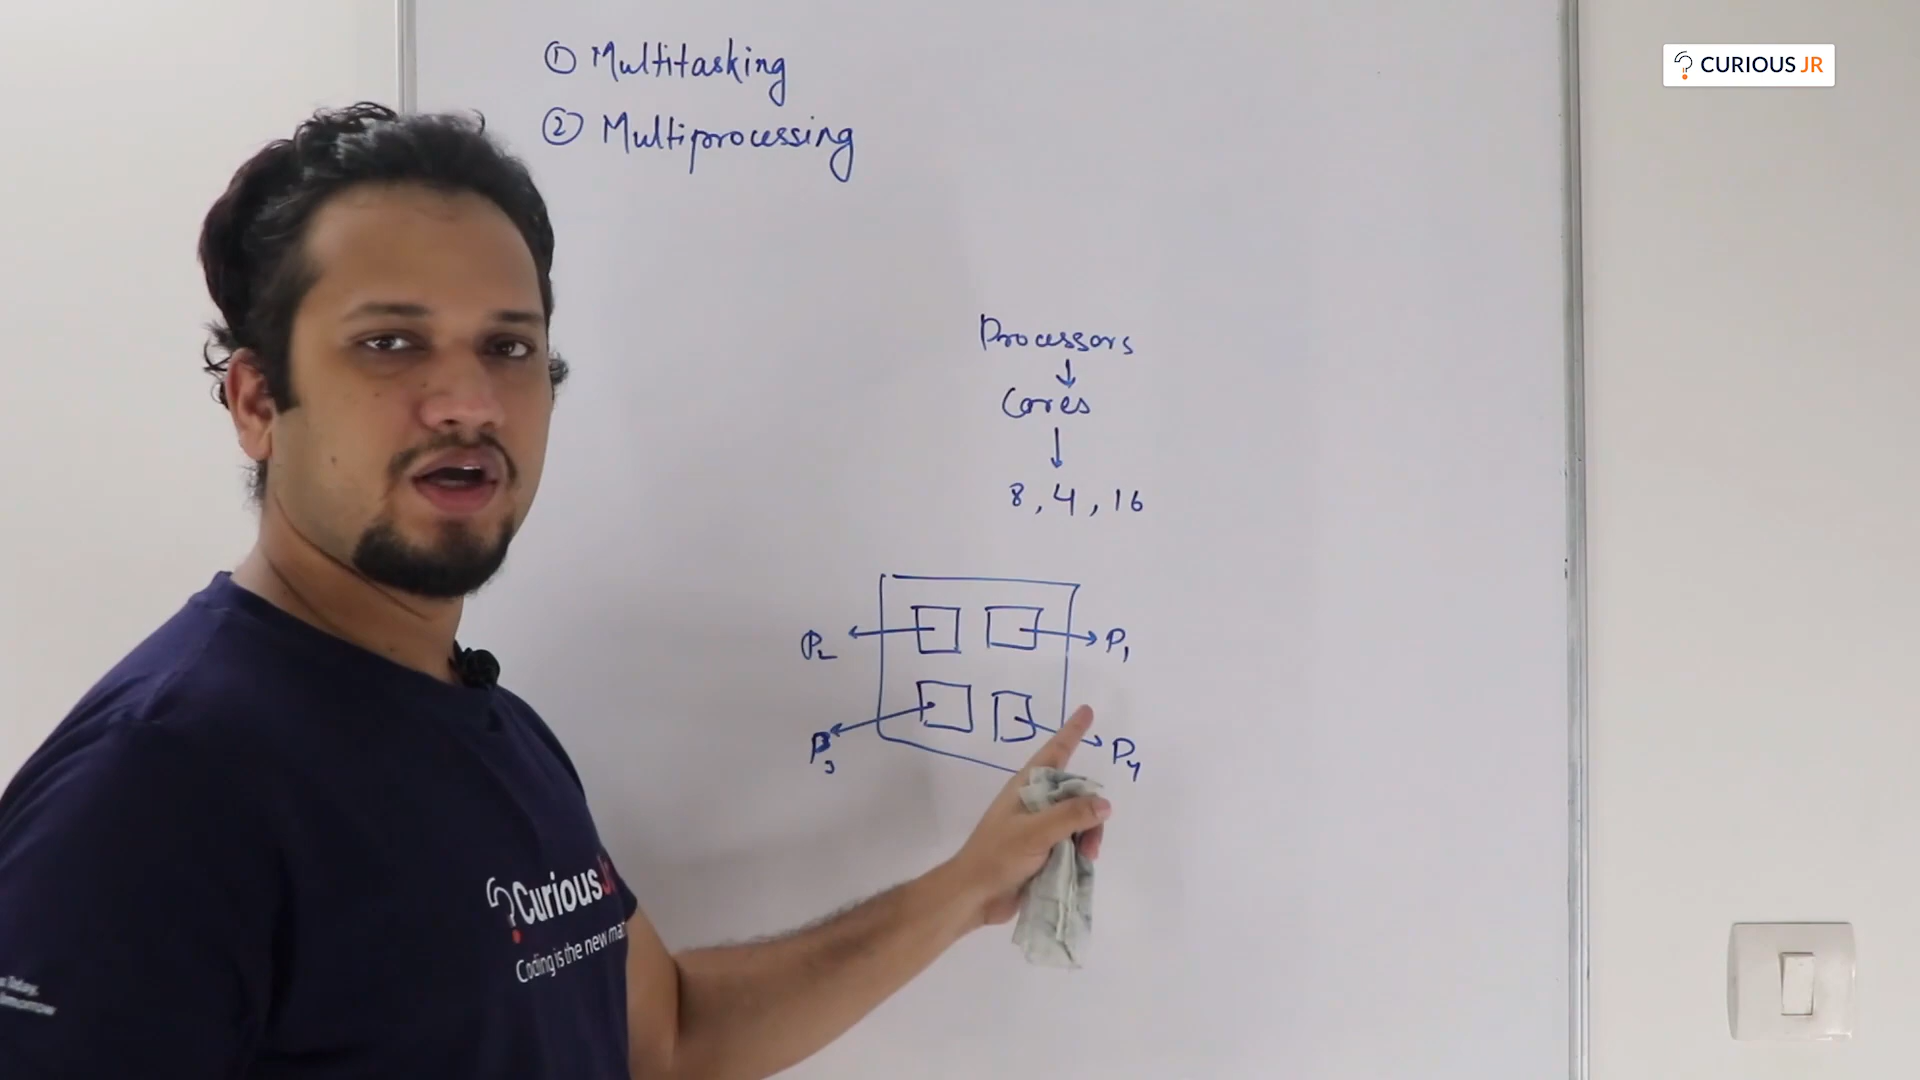 ① Multitasking
② Multiprocessing
CURIOUS JR
Processors
Cores
8, 4, 16
P2
P1
P3
P4
CuriousJr
Coding is the new